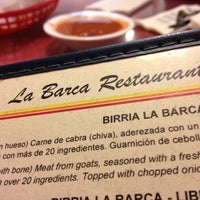 La Barca Restaurant
BIRRIA LA BARCA
hueso) Carne de cabra (chiva), aderezada con un
con más de 20 ingredientes. Guarnición de ceboll
with bone) Meat from goats, seasoned with a fresh
over 20 ingredients. Topped with chopped onio
BIRRIA LA BARCA - LIB